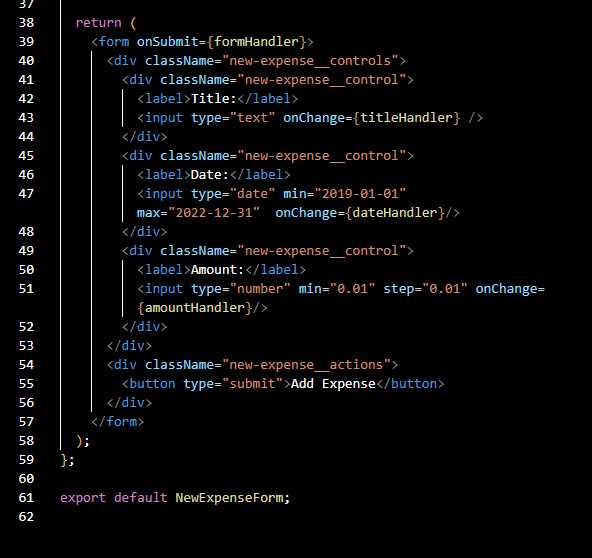 37
38 return (
39 <form onSubmit={formHandler}>
40 <div className="new-expense__controls">
41 <div className="new-expense__control">
42 <label>Title:</label>
43 <input type="text" onChange={titleHandler} />
44 </div>
45 <div className="new-expense__control">
46 <label>Date:</label>
47 <input type="date" min="2019-01-01"
max="2022-12-31"  onChange={dateHandler}/>
48 </div>
49 <div className="new-expense__control">
50 <label>Amount:</label>
51 <input type="number" min="0.01" step="0.01" onChange=
{amountHandler}/>
52 </div>
53 </div>
54 <div className="new-expense__actions">
55 <button type="submit">Add Expense</button>
56 </div>
57 </form>
58 );
59 };
60
61 export default NewExpenseForm;
62